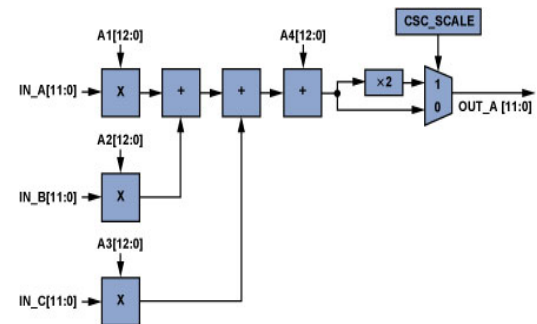 CSC_SCALE
A1[12:0]
A4[12:0]
IN_A[11:0]
X
+
+
+
×2
1
0
OUT_A [11:0]
A2[12:0]
IN_B[11:0]
X
A3[12:0]
IN_C[11:0]
X